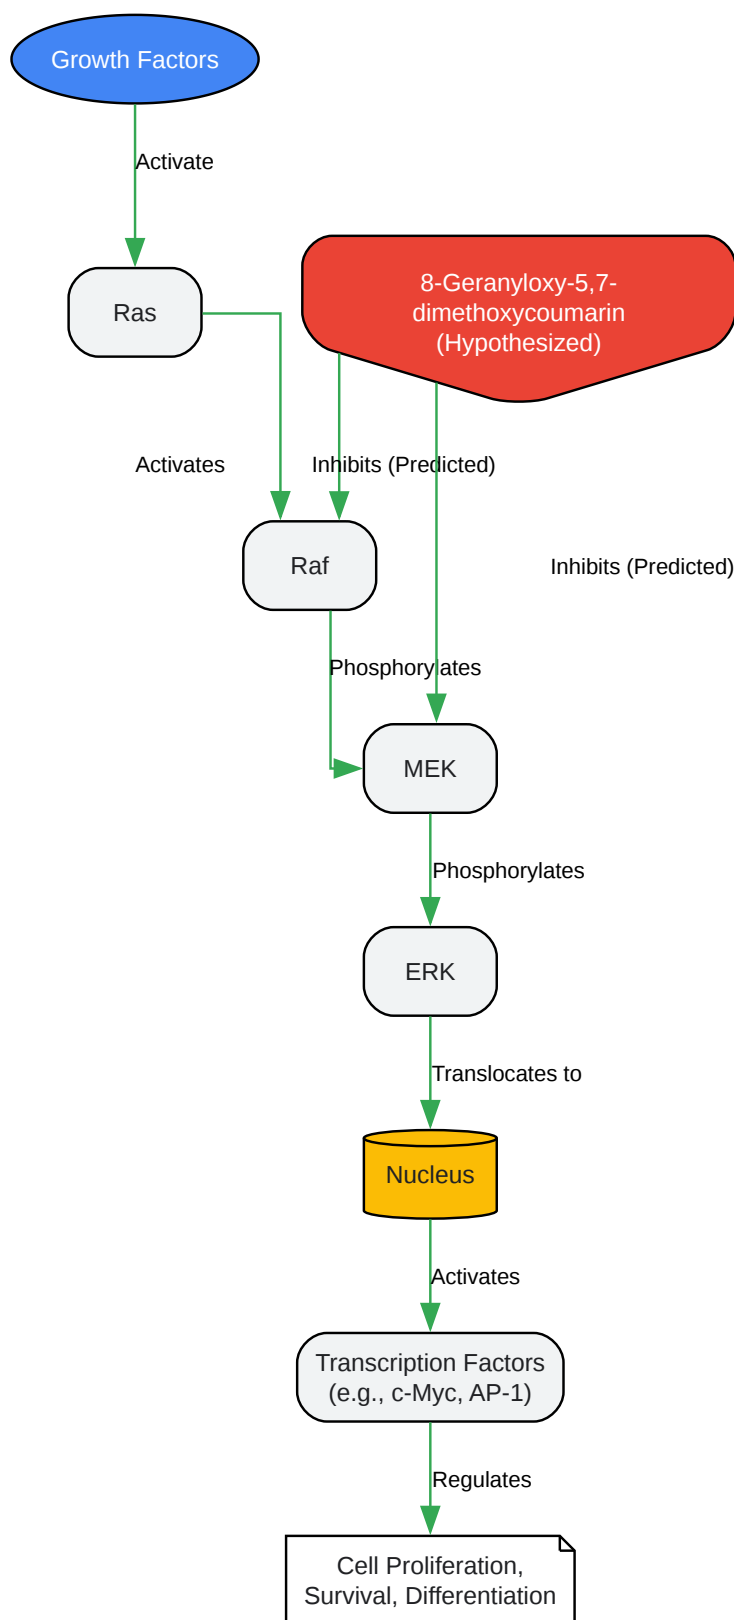 Growth Factors
Activate
Ras
8-Geranyloxy-5,7-
dimethoxycoumarin
(Hypothesized)
Activates
Inhibits (Predicted)
Raf
Inhibits (Predicted)
Phosphorylates
MEK
Phosphorylates
ERK
Translocates to
Nucleus
Activates
Transcription Factors
(e.g., c-Myc, AP-1)
Regulates
Cell Proliferation,
Survival, Differentiation